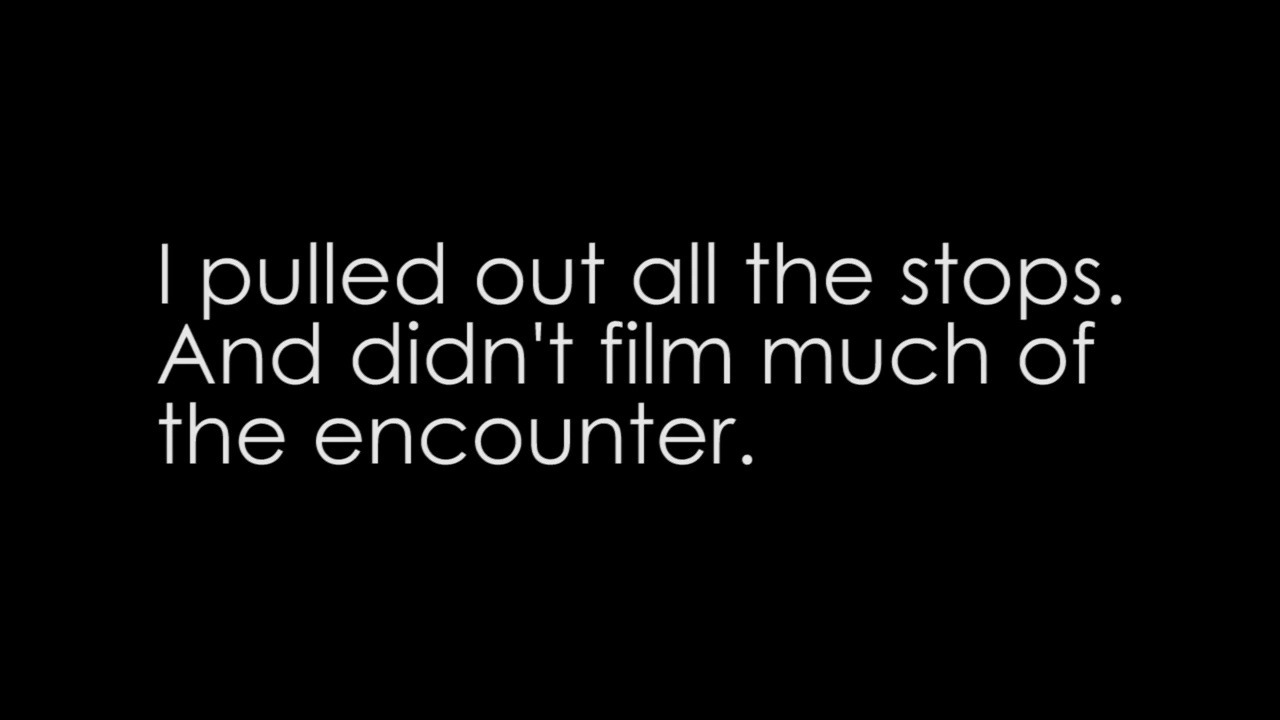 I pulled out all the stops.
And didn't film much of
the encounter.